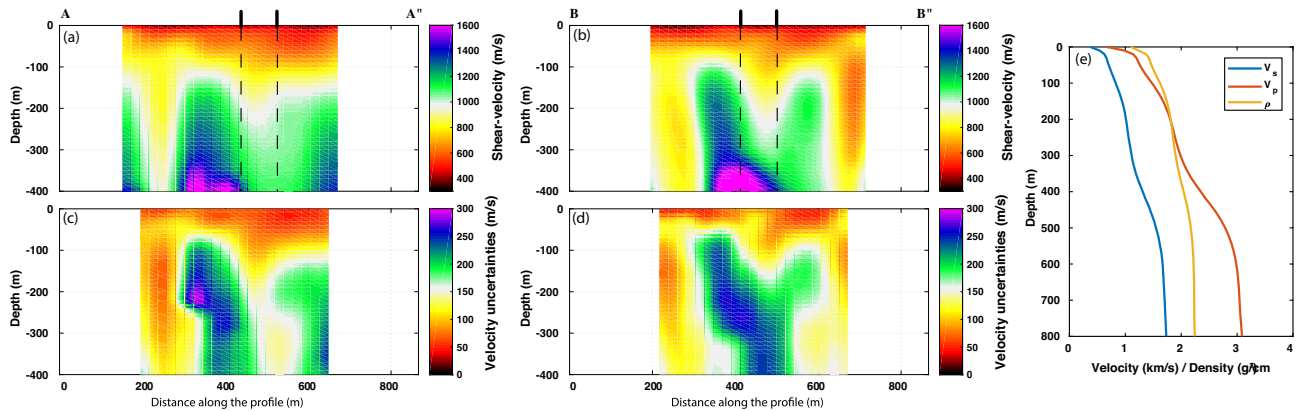 A A"
(a)
0
-100
-200
-300
-400
Depth (m)
1600
1400
1200
1000
800
600
400
Shear-velocity (m/s)
B B"
(b)
0
-100
-200
-300
-400
Depth (m)
1600
1400
1200
1000
800
600
400
Shear-velocity (m/s)
(c)
0
-100
-200
-300
-400
Depth (m)
0 200 400 600 800
Distance along the profile (m)
300
250
200
150
100
50
0
Velocity uncertainties (m/s)
(d)
0
-100
-200
-300
-400
Depth (m)
0 200 400 600 800
Distance along the profile (m)
300
250
200
150
100
50
0
Velocity uncertainties (m/s)
(e)
V s
V p
ρ
0
100
200
300
400
500
600
700
800
Depth (m)
0 1 2 3 4
Velocity (km/s) / Density (g/cm